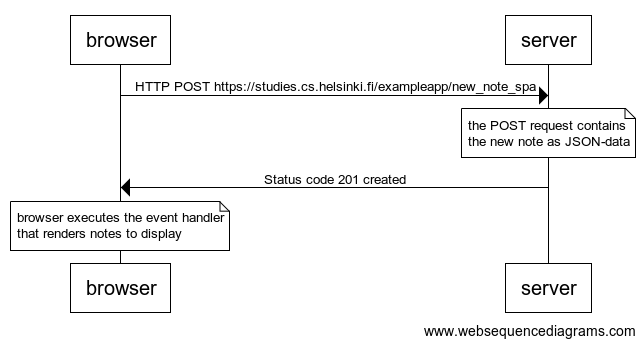 browser
server
HTTP POST https://studies.cs.helsinki.fi/exampleapp/new_note_spa
the POST request contains
the new note as JSON-data
Status code 201 created
browser executes the event handler
that renders notes to display
browser
server
www.websequencediagrams.com